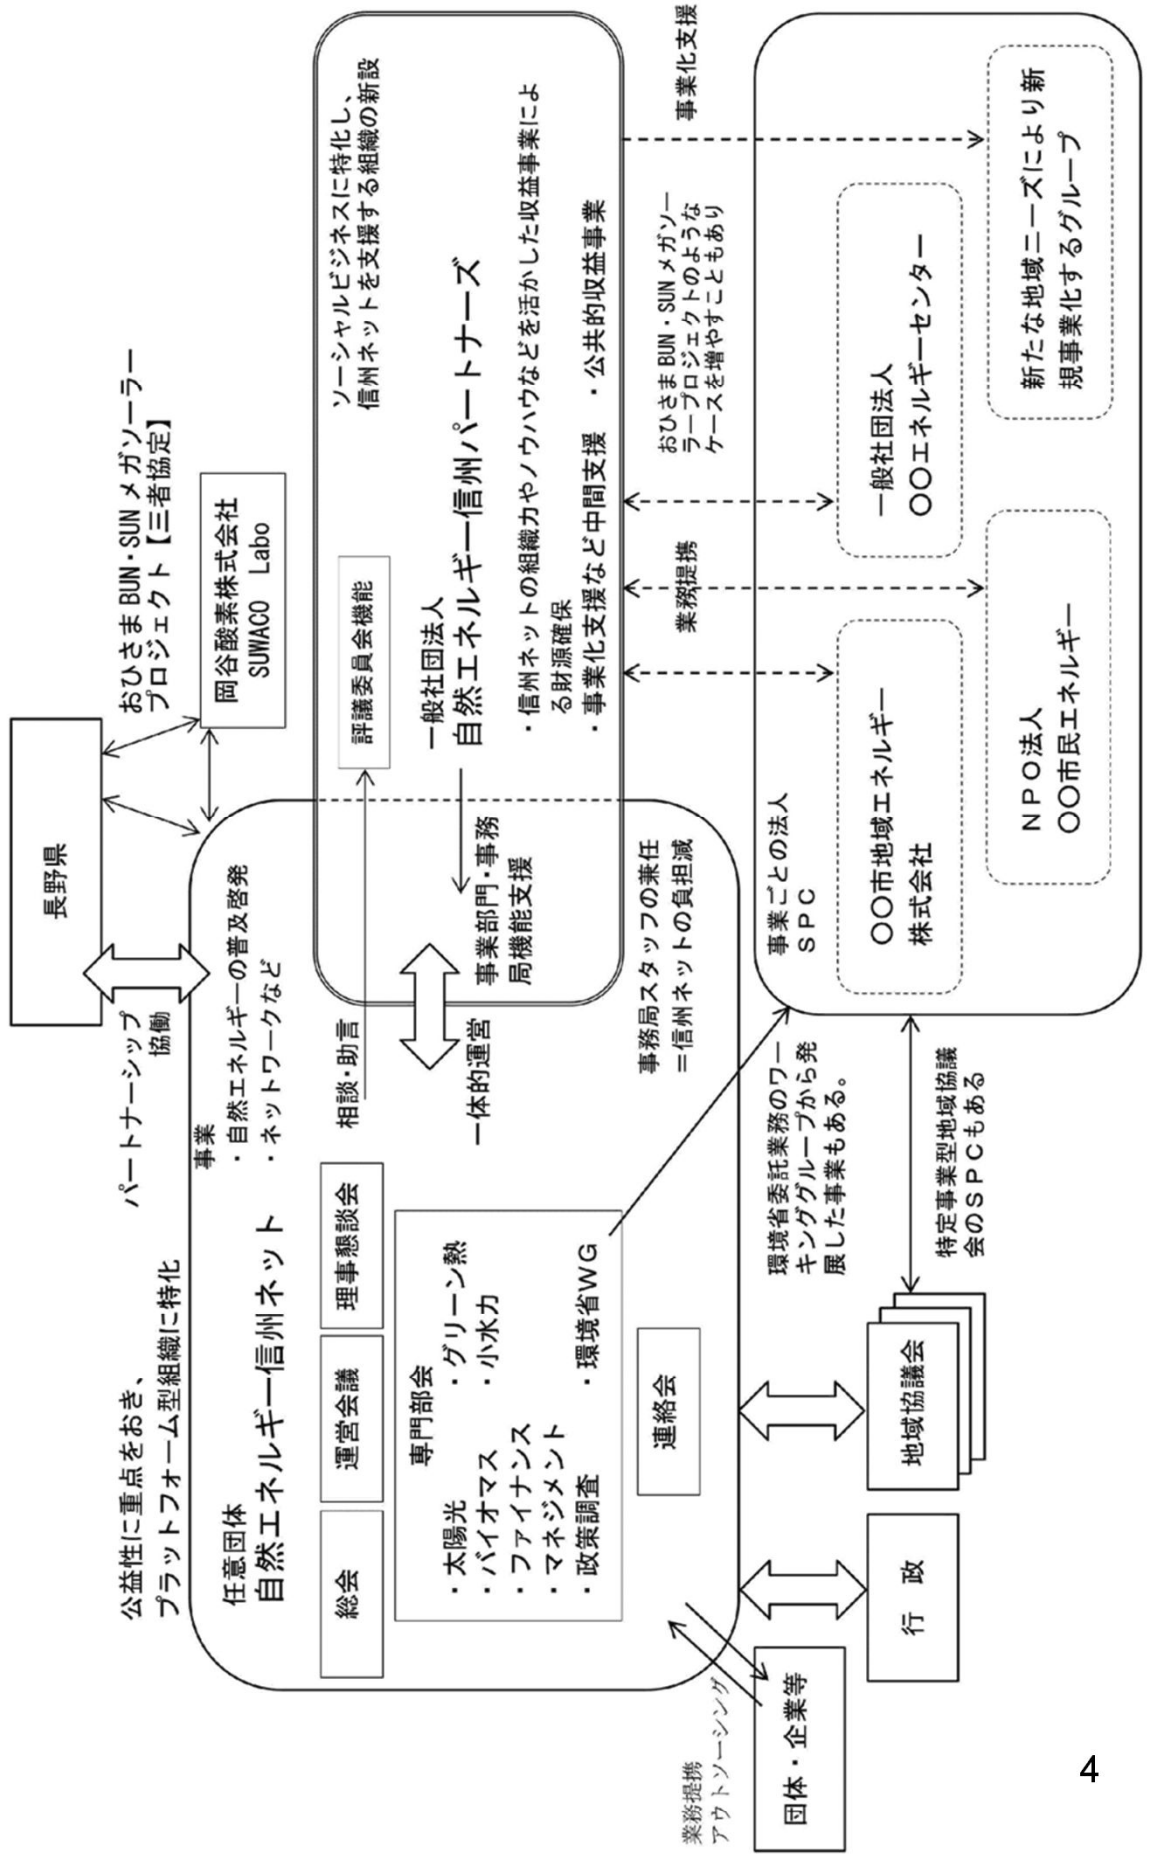 長野県
パートナーシップ
協働
おひさま BUN・SUN メガソーラー
プロジェクト【三者協定】
岡谷酸素株式会社
SUWACO Labo
公益性に重点をおき、
プラットフォーム型組織に特化
任意団体
自然エネルギー信州ネット
事業
・自然エネルギーの普及啓発
・ネットワークなど
総会
運営会議
理事懇談会
専門部会
・太陽光
・バイオマス
・ファイナンス
・マネジメント
・政策調査
・グリーン熱
・小水力
・環境省WG
連絡会
相談・助言
一体的運営
事業部門・事務
局機能支援
事務局スタッフの兼任
=信州ネットの負担減
ソーシャルビジネスに特化し、
信州ネットを支援する組織の新設
評議委員会機能
一般社団法人
自然エネルギー信州パートナーズ
・信州ネットの組織力やノウハウなどを活かした収益事業によ
る財源確保
・事業化支援など中間支援 ・公共的収益事業
業務提携
おひさま BUN・SUN メガソー
ラープロジェクトのような
ケースを増やすこともあり
事業化支援
業務提携
アウトソーシング
団体・企業等
行 政
地域協議会
環境省委託業務のワー
キンググループから発
展した事業もある。
特定事業型地域協議
会のSPCもある
事業ごとの法人
SPC
〇〇市地域エネルギー
株式会社
NPO法人
〇〇市民エネルギー
一般社団法人
〇〇エネルギーセンター
新たな地域ニーズにより新
規事業化するグループ
4